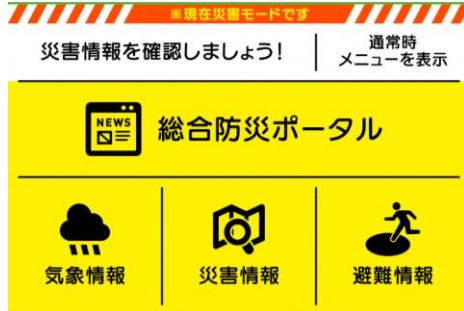 ※現在災害モードです
災害情報を確認しましょう!
通常時
メニューを表示
NEWS
総合防災ポータル
気象情報
災害情報
避難情報